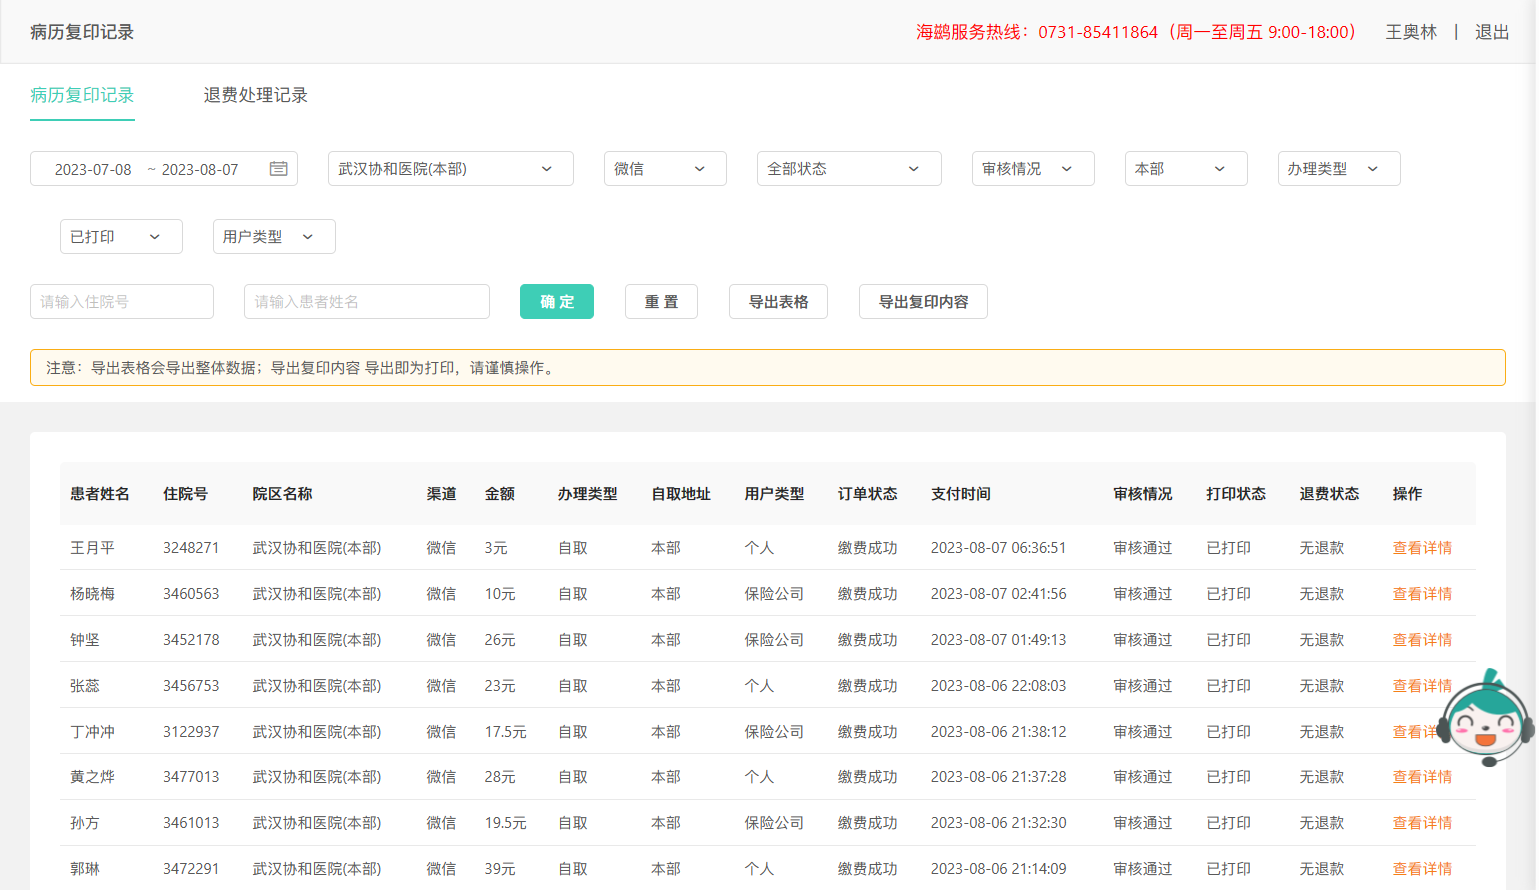 病历复印记录 海鹚服务热线：0731-85411864（周一至周五 9:00-18:00） 王奥林 | 退出
病历复印记录 退费处理记录
2023-07-08 ~ 2023-08-07 武汉协和医院(本部) 微信 全部状态 审核情况 本部 办理类型
已打印 用户类型
请输入住院号 请输入患者姓名 确 定 重 置 导出表格 导出复印内容
注意：导出表格会导出整体数据；导出复印内容 导出即为打印，请谨慎操作。
患者姓名 住院号 院区名称 渠道 金额 办理类型 自取地址 用户类型 订单状态 支付时间 审核情况 打印状态 退费状态 操作
王月平 3248271 武汉协和医院(本部) 微信 3元 自取 本部 个人 缴费成功 2023-08-07 06:36:51 审核通过 已打印 无退款 查看详情
杨晓梅 3460563 武汉协和医院(本部) 微信 10元 自取 本部 保险公司 缴费成功 2023-08-07 02:41:56 审核通过 已打印 无退款 查看详情
钟坚 3452178 武汉协和医院(本部) 微信 26元 自取 本部 保险公司 缴费成功 2023-08-07 01:49:13 审核通过 已打印 无退款 查看详情
张蕊 3456753 武汉协和医院(本部) 微信 23元 自取 本部 个人 缴费成功 2023-08-06 22:08:03 审核通过 已打印 无退款 查看详情
丁冲冲 3122937 武汉协和医院(本部) 微信 17.5元 自取 本部 保险公司 缴费成功 2023-08-06 21:38:12 审核通过 已打印 无退款 查看详
黄之烨 3477013 武汉协和医院(本部) 微信 28元 自取 本部 个人 缴费成功 2023-08-06 21:37:28 审核通过 已打印 无退款 查看详情
孙方 3461013 武汉协和医院(本部) 微信 19.5元 自取 本部 保险公司 缴费成功 2023-08-06 21:32:30 审核通过 已打印 无退款 查看详情
郭琳 3472291 武汉协和医院(本部) 微信 39元 自取 本部 个人 缴费成功 2023-08-06 21:14:09 审核通过 已打印 无退款 查看详情